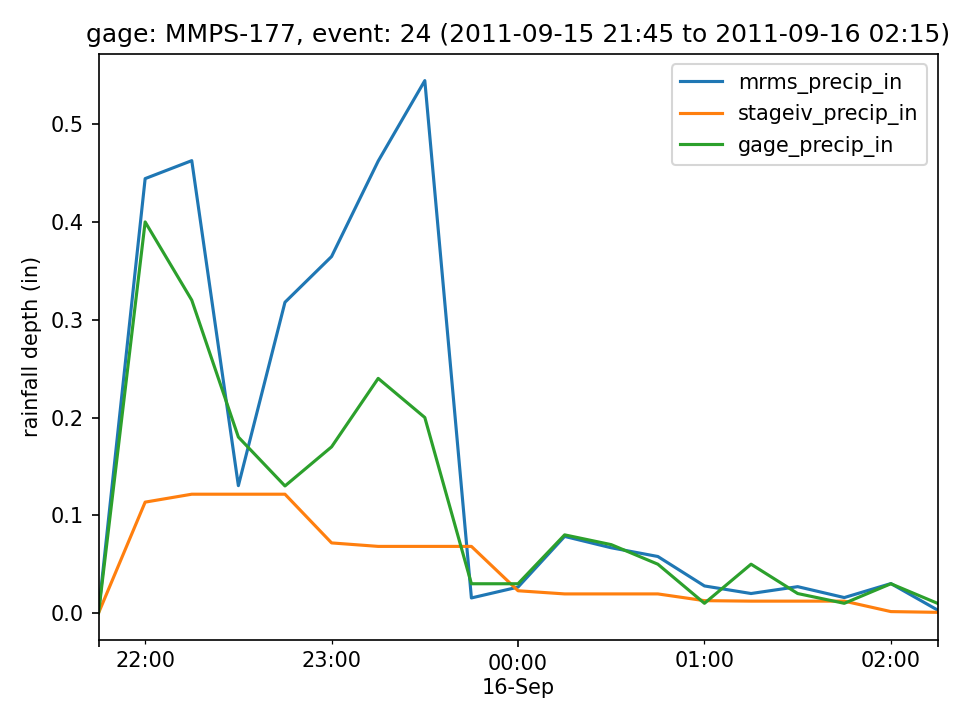 gage: MMPS-177, event: 24 (2011-09-15 21:45 to 2011-09-16 02:15)
mrms_precip_in
stageiv_precip_in
gage_precip_in
rainfall depth (in)
0.5
0.4
0.3
0.2
0.1
0.0
22:00
23:00
00:00
01:00
02:00
16-Sep